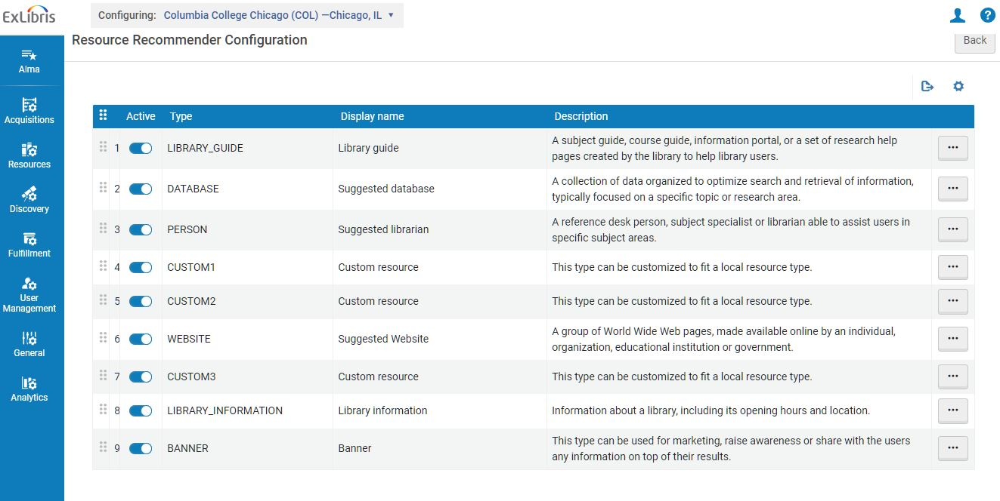 ExLibris
Configuring: Columbia College Chicago (COL) —Chicago, IL
Resource Recommender Configuration
Back
Alma
Acquisitions
Resources
Discovery
Fulfillment
User
Management
General
Analytics
Active Type Display name Description
1 LIBRARY_GUIDE Library guide A subject guide, course guide, information portal, or a set of research help
pages created by the library to help library users.
2 DATABASE Suggested database A collection of data organized to optimize search and retrieval of information,
typically focused on a specific topic or research area.
3 PERSON Suggested librarian A reference desk person, subject specialist or librarian able to assist users in
specific subject areas.
4 CUSTOM1 Custom resource This type can be customized to fit a local resource type.
5 CUSTOM2 Custom resource This type can be customized to fit a local resource type.
6 WEBSITE Suggested Website A group of World Wide Web pages, made available online by an individual,
organization, educational institution or government.
7 CUSTOM3 Custom resource This type can be customized to fit a local resource type.
8 LIBRARY_INFORMATION Library information Information about a library, including its opening hours and location.
9 BANNER Banner This type can be used for marketing, raise awareness or share with the users
any information on top of their results.